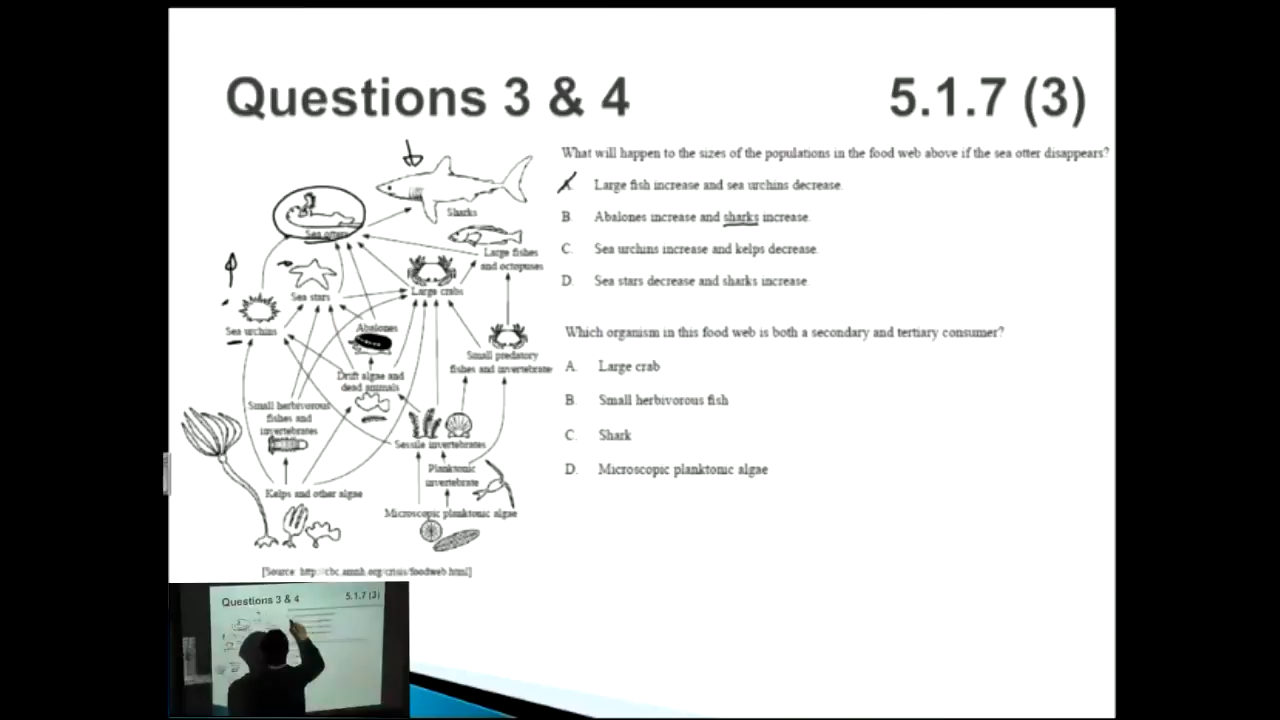 Questions 3 & 4
5.1.7 (3)
Sharks
Sea otters
Large fishes
and octopuses
Sea stars
Large crabs
Sea urchins
Abalones
Small predatory
fishes and invertebrate
Drift algae and
dead animals
Small herbivorous
fishes and
invertebrates
Sessile invertebrates
Planktonic
invertebrate
Kelps and other algae
Microscopic planktonic algae
[Source: http://cbc.amnh.org/crisis/foodweb.html]
What will happen to the sizes of the populations in the food web above if the sea otter disappears?
A. Large fish increase and sea urchins decrease.
B. Abalones increase and sharks increase.
C. Sea urchins increase and kelps decrease.
D. Sea stars decrease and sharks increase.
Which organism in this food web is both a secondary and tertiary consumer?
A. Large crab
B. Small herbivorous fish
C. Shark
D. Microscopic planktonic algae
Questions 3 & 4
5.1.7 (3)